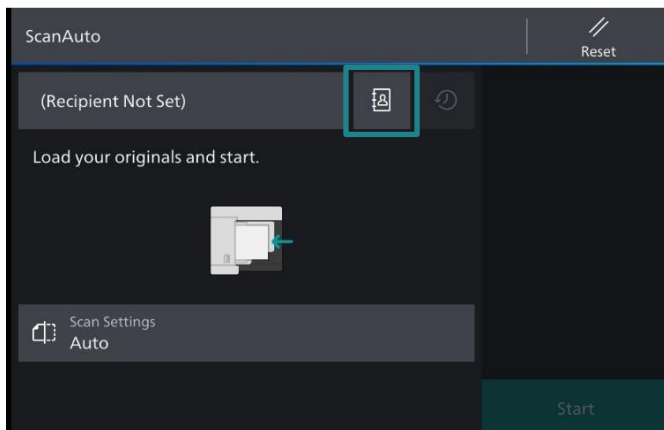 ScanAuto
Reset
(Recipient Not Set)
Load your originals and start.
Scan Settings
Auto
Start